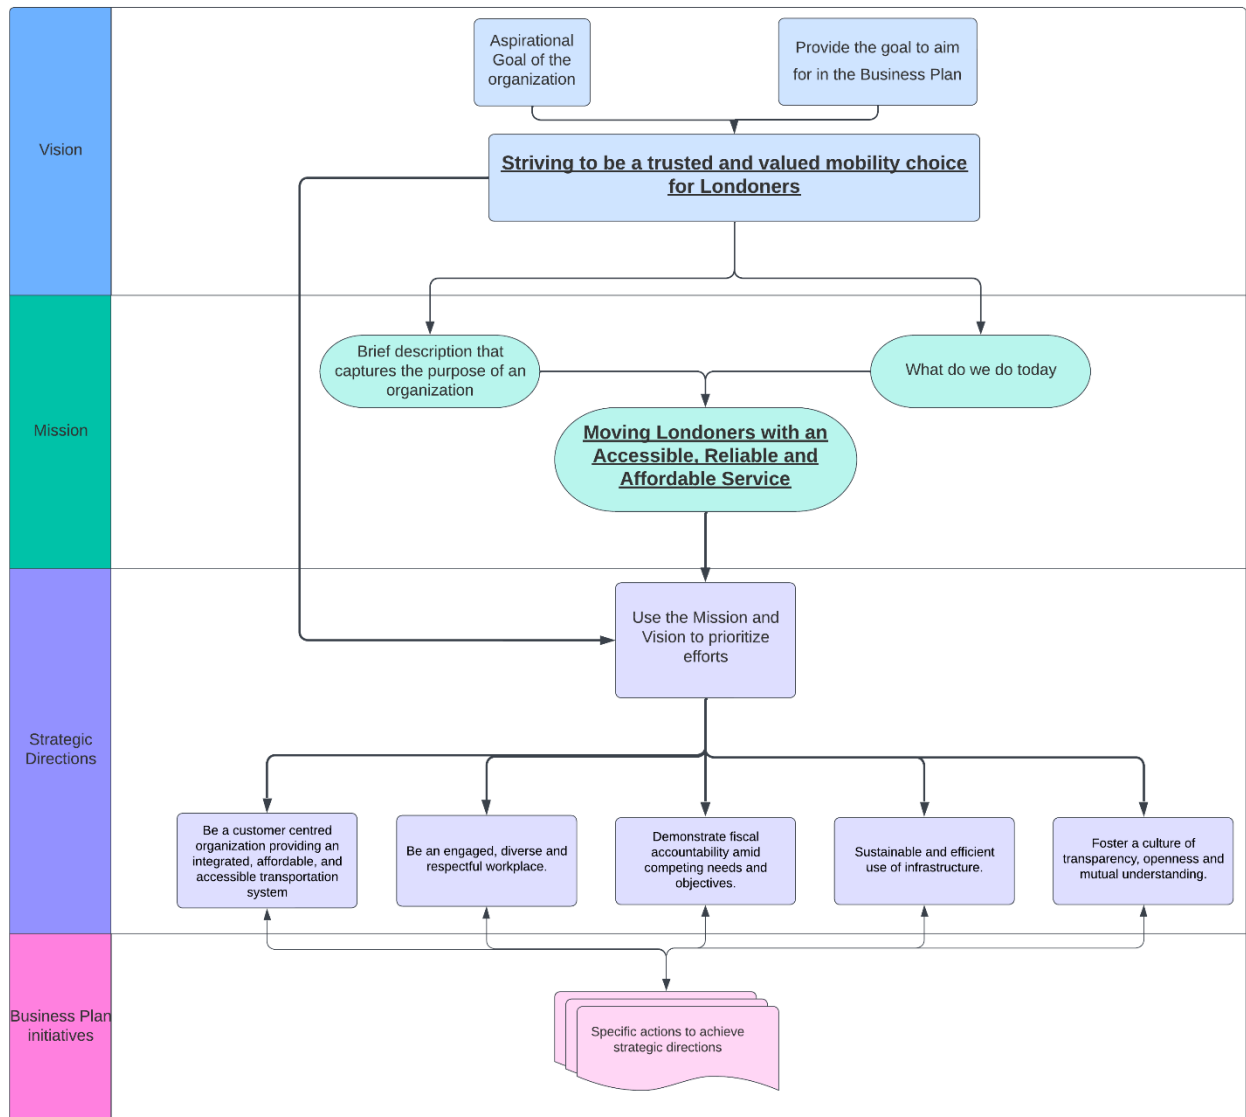 Vision
Aspirational
Goal of the
organization
Provide the goal to aim
for in the Business Plan
Striving to be a trusted and valued mobility choice
for Londoners
Mission
Brief description that
captures the purpose of an
organization
What do we do today
Moving Londoners with an
Accessible, Reliable and
Affordable Service
Strategic
Directions
Use the Mission and
Vision to prioritize
efforts
Be a customer centred
organization providing an
integrated, affordable, and
accessible transportation
system
Be an engaged, diverse and
respectful workplace.
Demonstrate fiscal
accountability amid
competing needs and
objectives.
Sustainable and efficient
use of infrastructure.
Foster a culture of
transparency, openness and
mutual understanding.
Business Plan
initiatives
Specific actions to achieve
strategic directions